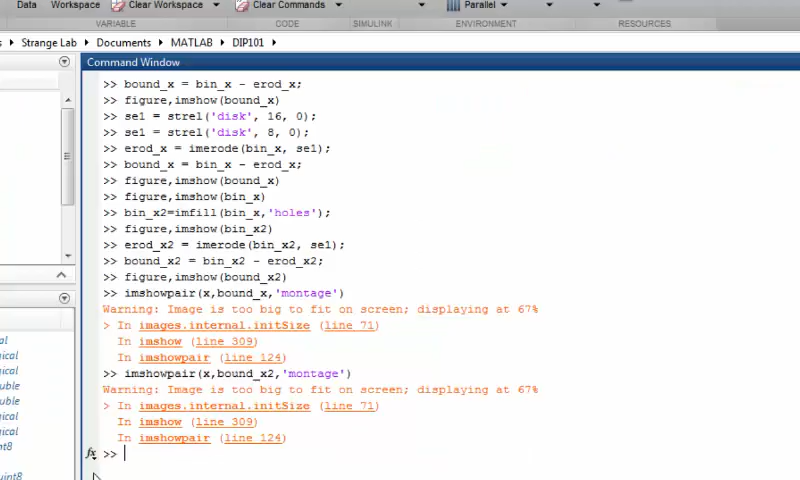 Data Workspace Clear Workspace Clear Commands Parallel
VARIABLE CODE SIMULINK ENVIRONMENT RESOURCES
Strange Lab Documents MATLAB DIP101
Command Window
>> bound_x = bin_x - erod_x;
>> figure,imshow(bound_x)
>> se1 = strel('disk', 16, 0);
>> se1 = strel('disk', 8, 0);
>> erod_x = imerode(bin_x, se1);
>> bound_x = bin_x - erod_x;
>> figure,imshow(bound_x)
>> figure,imshow(bin_x)
>> bin_x2=imfill(bin_x,'holes');
>> figure,imshow(bin_x2)
>> erod_x2 = imerode(bin_x2, se1);
>> bound_x2 = bin_x2 - erod_x2;
>> figure,imshow(bound_x2)
>> imshowpair(x,bound_x,'montage')
Warning: Image is too big to fit on screen; displaying at 67%
> In images.internal.initSize (line 71)
In imshow (line 309)
In imshowpair (line 124)
>> imshowpair(x,bound_x2,'montage')
Warning: Image is too big to fit on screen; displaying at 67%
> In images.internal.initSize (line 71)
In imshow (line 309)
In imshowpair (line 124)
fx >>